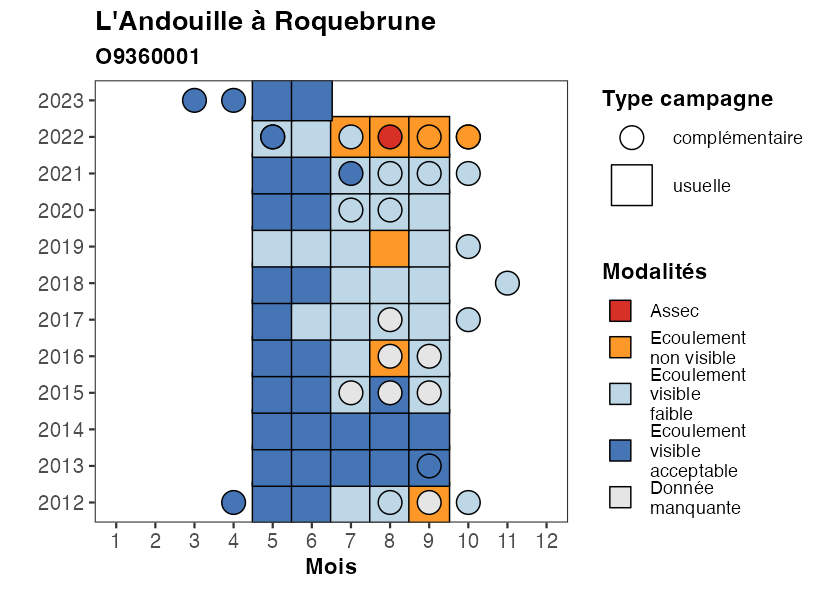 L'Andouille à Roquebrune
O9360001
2023
2022
2021
2020
2019
2018
2017
2016
2015
2014
2013
2012
1 2 3 4 5 6 7 8 9 10 11 12
Mois
Type campagne
complémentaire
usuelle
Modalités
Assec
Ecoulement
non visible
Ecoulement
visible
faible
Ecoulement
visible
acceptable
Donnée
manquante